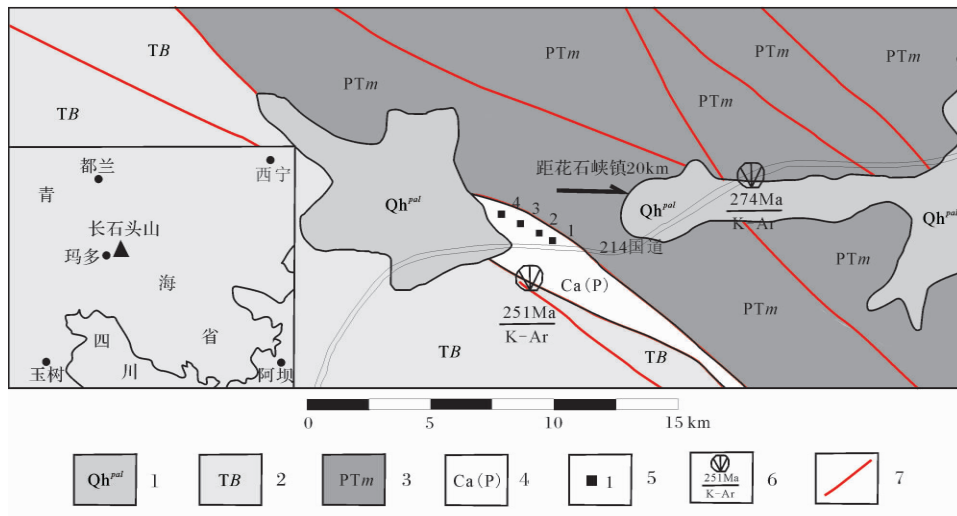 TB
PTm
PTm
PTm
TB
都兰
西宁
青
距花石峡镇20km
长石头山
Qhᵖᵃˡ
Qhᵖᵃˡ
274Ma
K-Ar
Qhᵖᵃˡ
4
3
2
1
214国道
玛多
海
PTm
Ca(P)
251Ma
K-Ar
四
省
川
TB
TB
玉树
阿坝
0 5 10 15 km
Qhᵖᵃˡ 1
TB 2
PTm 3
Ca(P) 4
1 5
251Ma
K-Ar
6
7